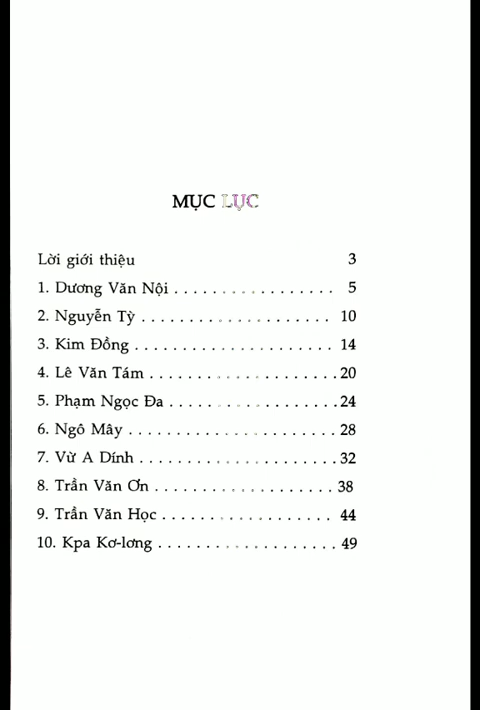 MỤC LỤC
Lời giới thiệu 3
1. Dương Văn Nội . . . . . . . . . . . . . . . . 5
2. Nguyễn Tỳ . . . . . . . . . . . . . . . . . . . 10
3. Kim Đồng . . . . . . . . . . . . . . . . . . . . 14
4. Lê Văn Tám . . . . . . . . . . . . . . . . . . . 20
5. Phạm Ngọc Đa . . . . . . . . . . . . . . . . . 24
6. Ngô Mây . . . . . . . . . . . . . . . . . . . . . 28
7. Vừ A Dính . . . . . . . . . . . . . . . . . . . . 32
8. Trần Văn Ơn . . . . . . . . . . . . . . . . . . 38
9. Trần Văn Học . . . . . . . . . . . . . . . . . 44
10. Kpa Kơ-lơng . . . . . . . . . . . . . . . . . . 49